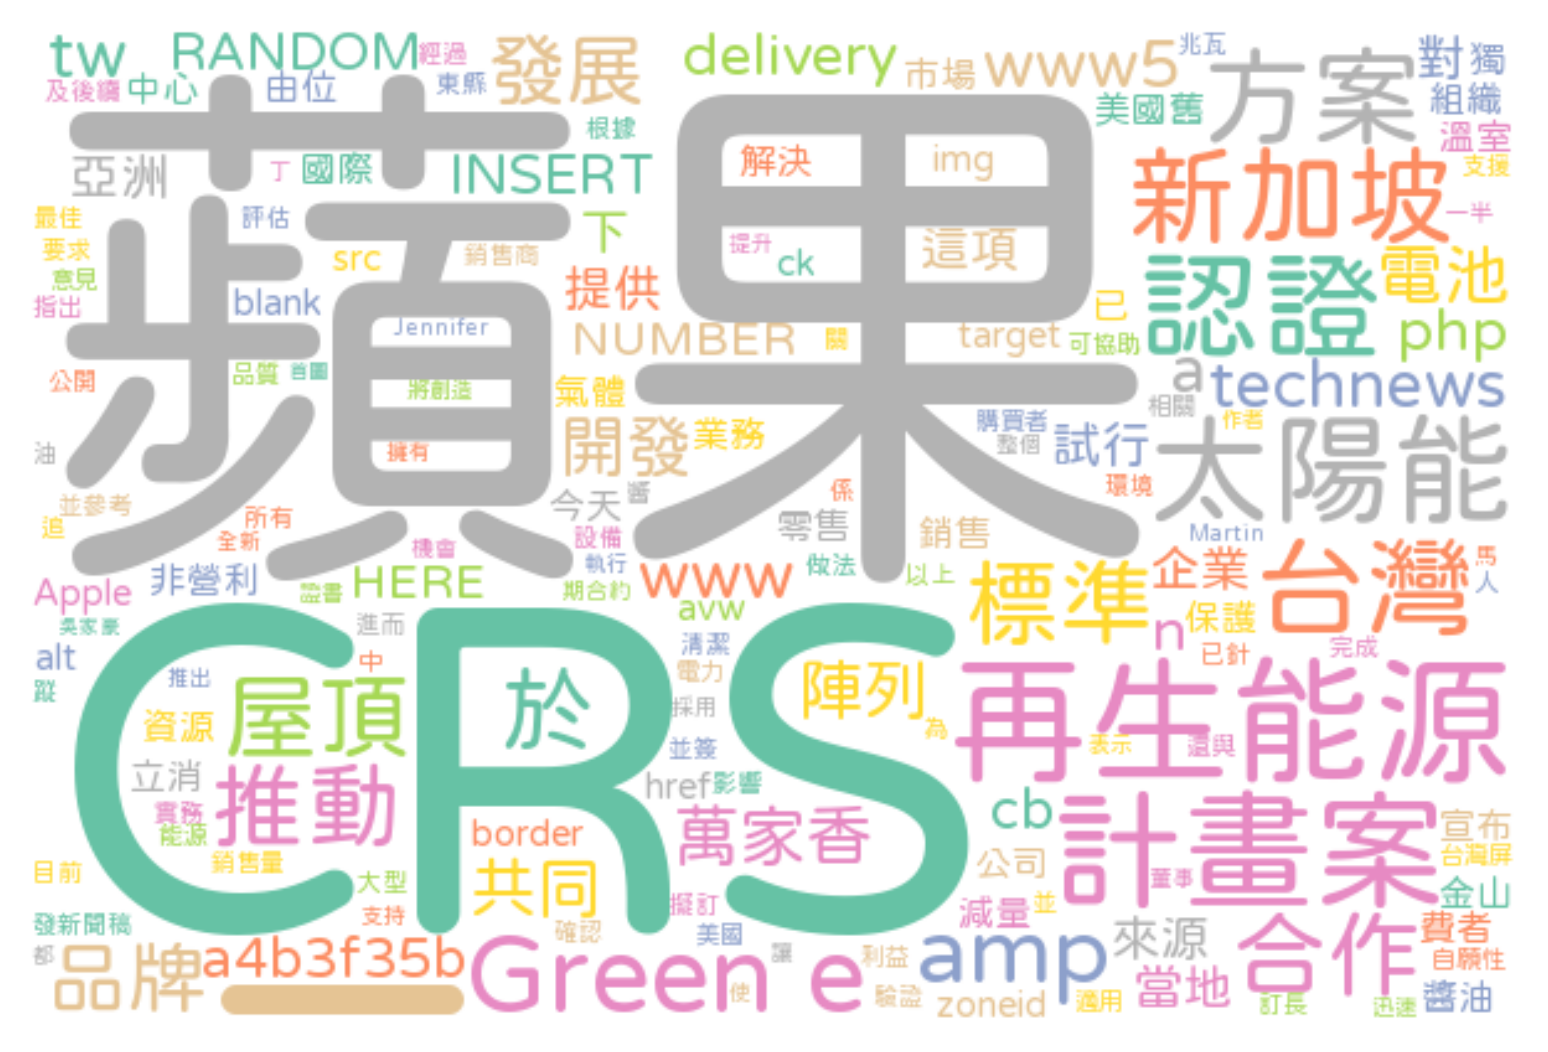 tw
RANDOM
經過
發展
delivery
市場
www5
兆瓦
方案
對
獨
及後續
中心
由位
東縣
根據
美國舊
組織
溫室
蘋果
亞洲
丁
國際
INSERT
解決
img
新加坡
支援
一半
最佳
評估
下
要求
src
銷售商
提升
ck
這項
意見
提供
認證
電池
指出
blank
Jennifer
NUMBER
關
已
target
可協助
php
公開
品質
首圖
將創造
氣體
a
technews
相關
作者
油
擁有
開發
業務
購買者
整個
試行
太陽能
並參考
今天
醬
係
環境
追
所有
全新
機會
設備
零售
銷售
Martin
Apple
非營利
證書
HERE
執行
期合約
www
做法
以上
標準
企業
台灣
馬
人
吳家豪
進而
avw
清潔
n
保護
alt
中
CRS
已針
完成
蹤
推出
屋頂
於
電力
陣列
再生能源
資源
採用
為
表示
還與
立消
推動
並簽
href
影響
實務
能源
border
萬家香
cb
計畫案
宣布
台灣屏
目前
銷售量
大型
共同
公司
董事
金山
發新聞稿
支持
擬訂
減量
並
都
品牌
a4b3f35b
確認
美國
讓
利益
amp
來源
合作
費者
自願性
Green e
使
驗證
zoneid
適用
當地
訂長
迅速
醬油